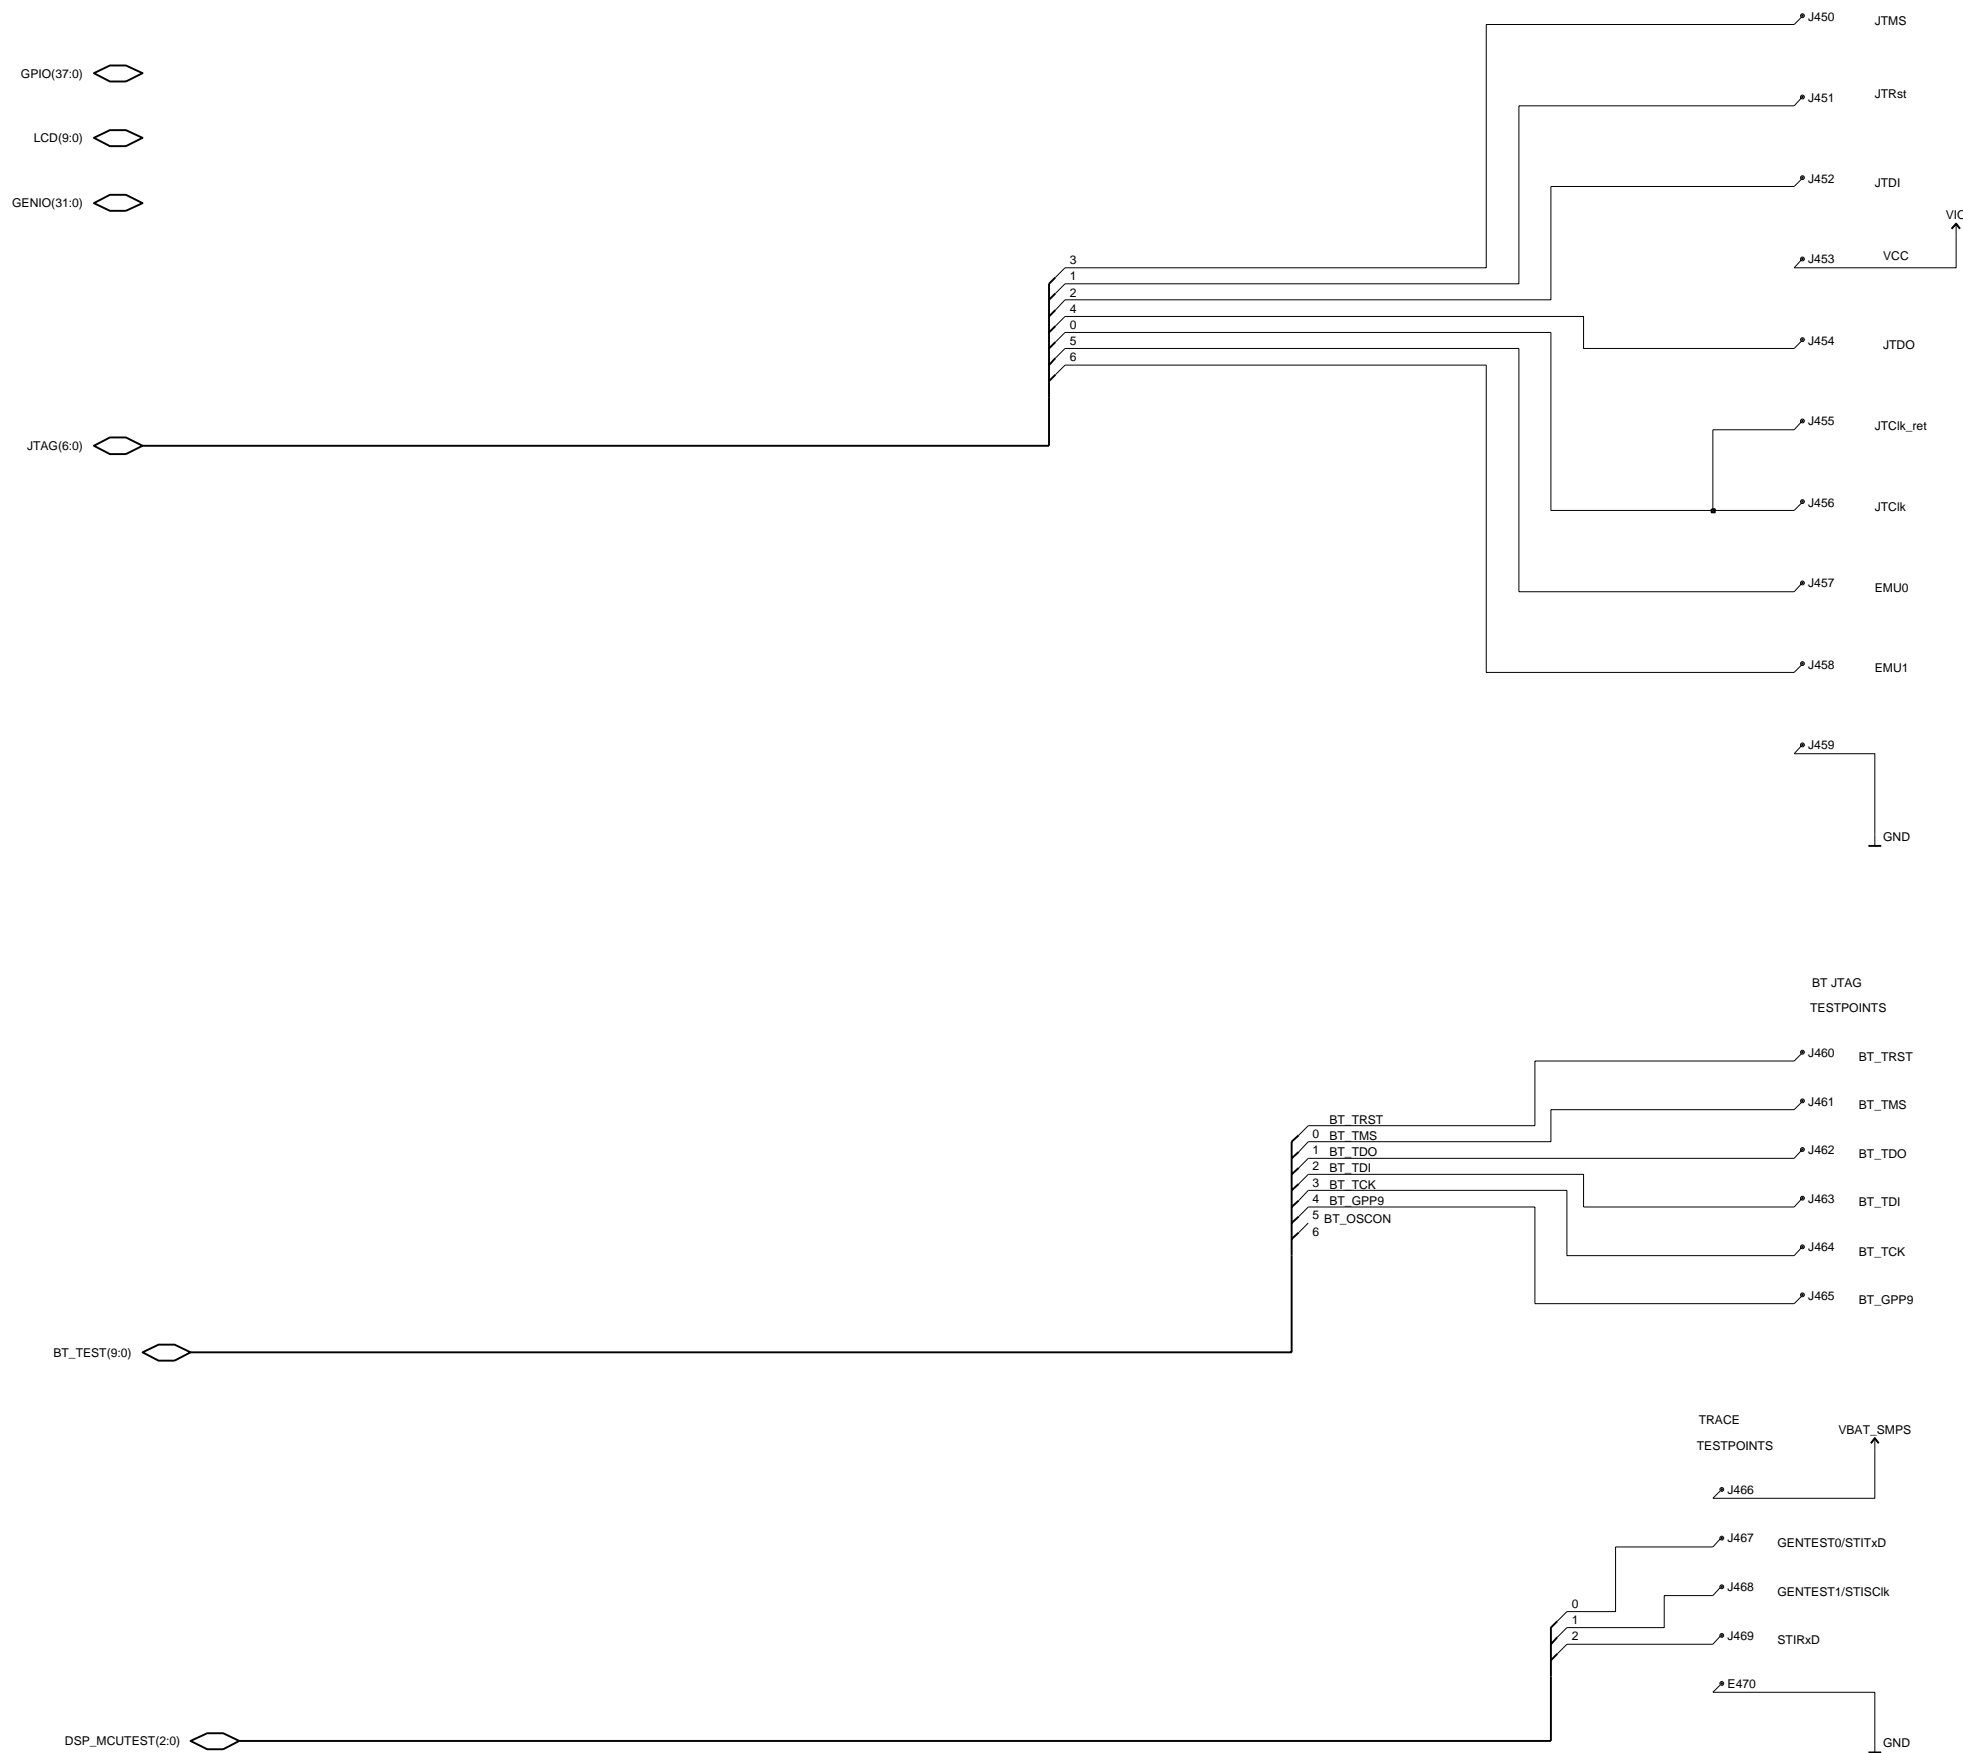 J450 JTMS
GPIO(37:0)
J451 JTRst
LCD(9:0)
J452 JTDI
GENIO(31:0)
J453 VCC
3
1
2
4
0
5
6
J454 JTDO
J455 JTClk_ret
JTAG(6:0)
J456 JTClk
J457 EMU0
J458 EMU1
J459
GND
BT JTAG
TESTPOINTS
J460 BT_TRST
J461 BT_TMS
BT_TRST
0 BT_TMS
1 BT_TDO
2 BT_TDI
3 BT_TCK
4 BT_GPP9
5 BT_OSCON
6
J462 BT_TDO
J463 BT_TDI
J464 BT_TCK
J465 BT_GPP9
BT_TEST(9:0)
TRACE
TESTPOINTS
VBAT_SMPS
J466
J467 GENTEST0/STITxD
J468 GENTEST1/STISClk
0
1
2
J469 STIRxD
E470
DSP_MCUTEST(2:0)
GND